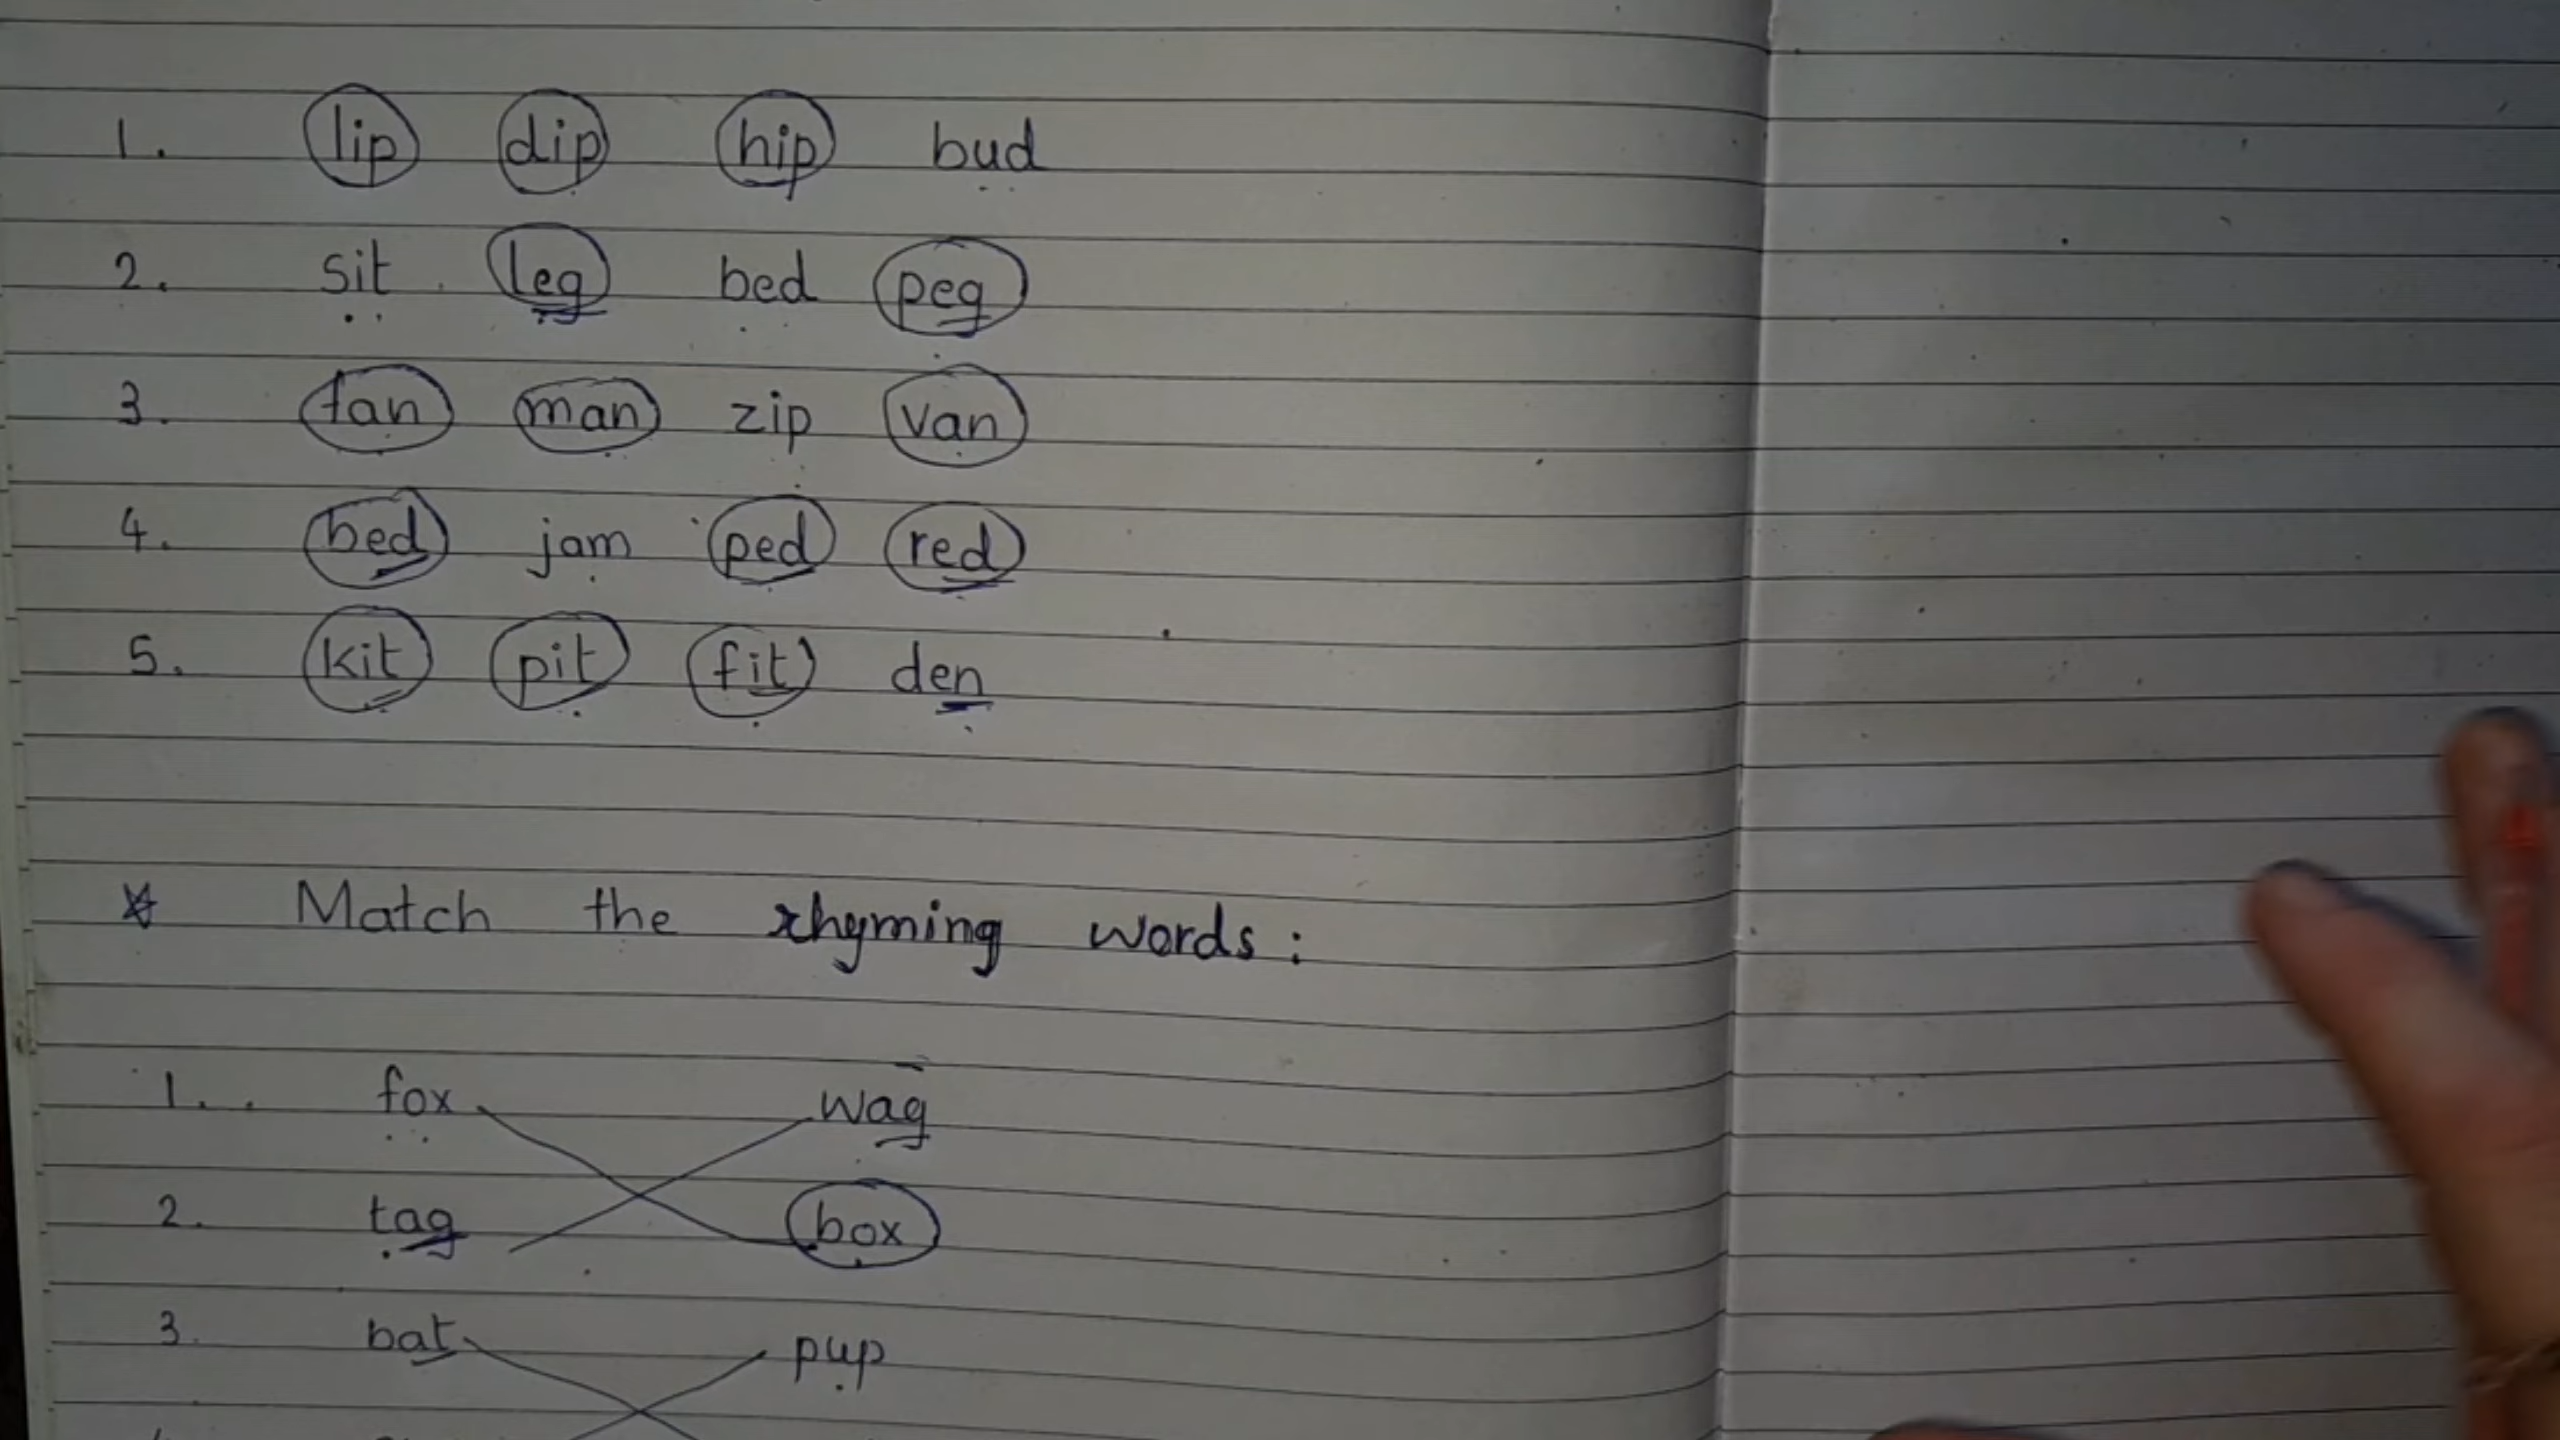 1. lip dip hip bud
2. sit leg bed peg
3. fan man zip van
4. bed jam ped red
5. kit pit fit den
Match the rhyming words:
1. fox wag
2. tag box
3. bat pup